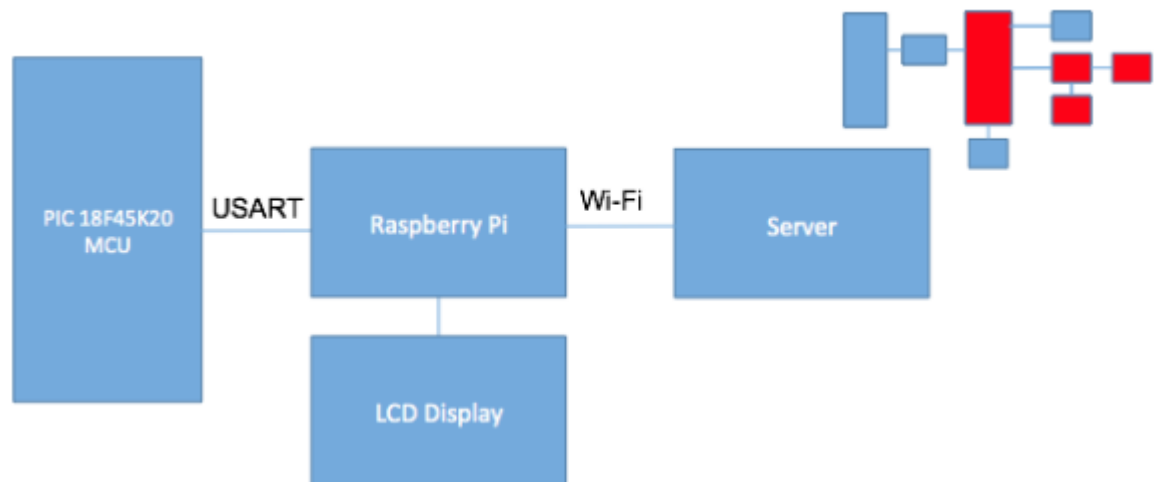 PIC 18F45K20
MCU
USART
Raspberry Pi
Wi-Fi
Server
LCD Display